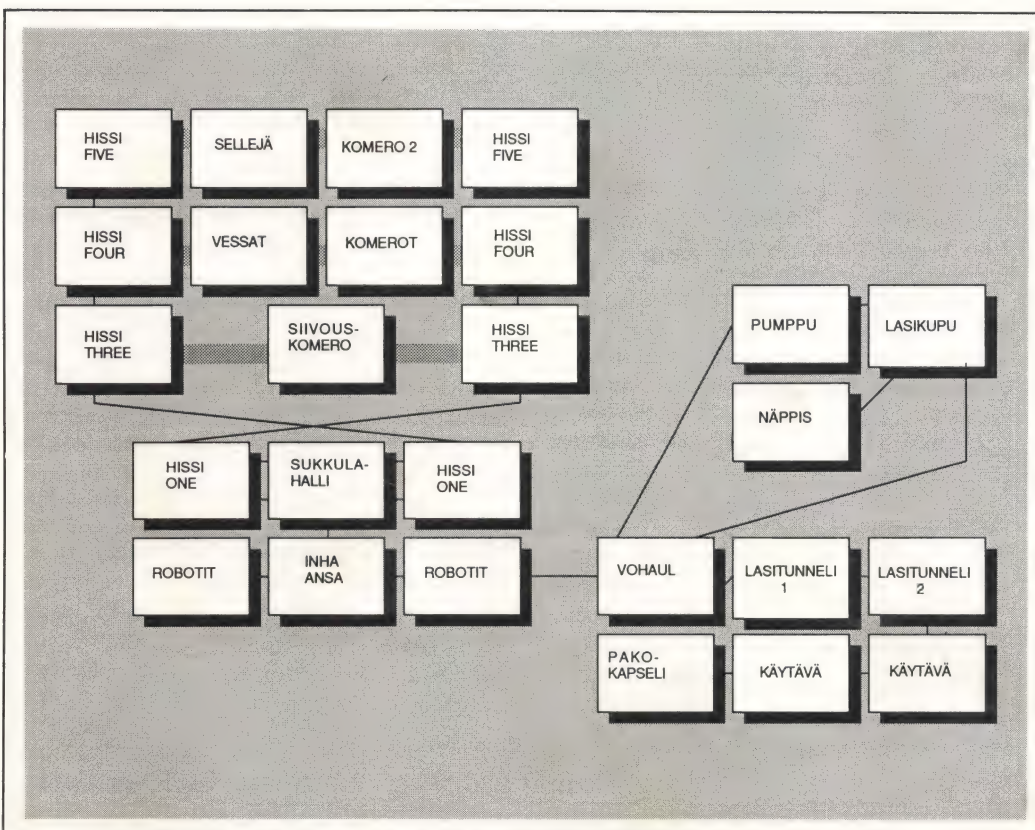 HISSI
FIVE
SELLEJÄ
KOMERO 2
HISSI
FIVE
HISSI
FOUR
VESSAT
KOMEROT
HISSI
FOUR
HISSI
THREE
SIIVOUS-
KOMERO
HISSI
THREE
PUMPPU
LASIKUPU
NÄPPIS
HISSI
ONE
SUKKULA-
HALLI
HISSI
ONE
ROBOTIT
INHA
ANSA
ROBOTIT
VOHAUL
LASITUNNELI
1
LASITUNNELI
2
PAKO-
KAPSELI
KÄYTÄVÄ
KÄYTÄVÄ